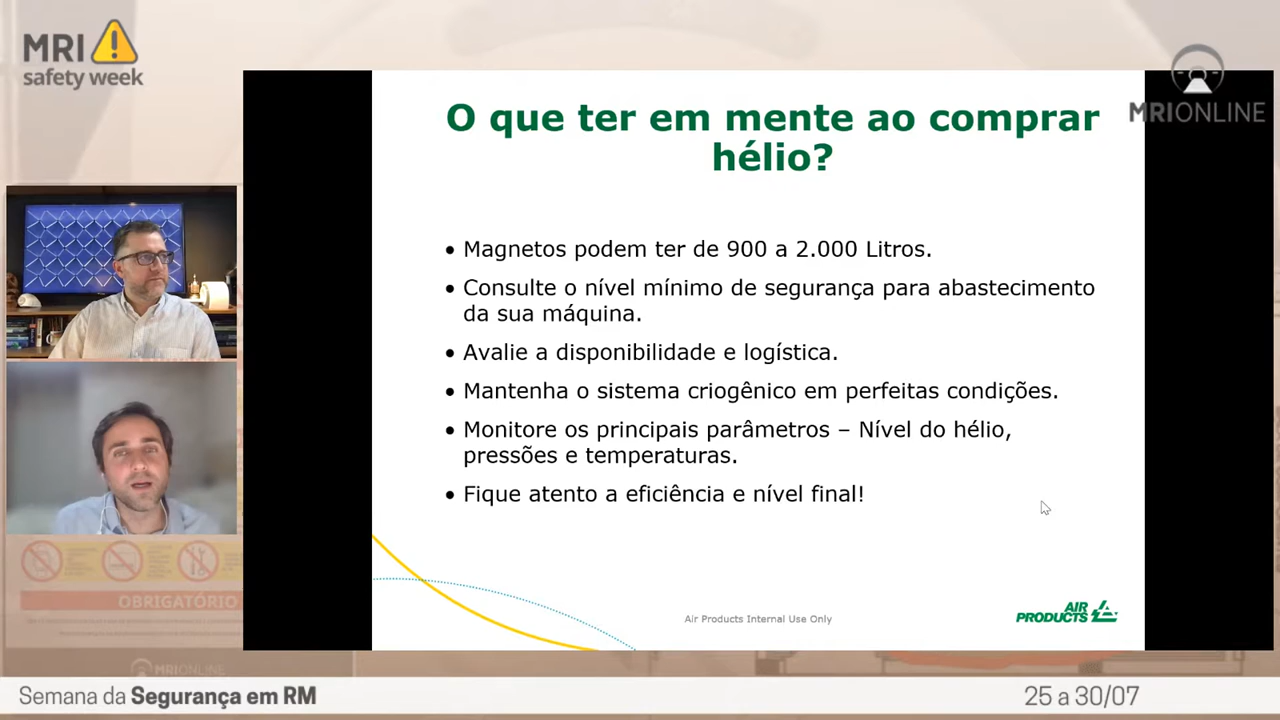 MRI
safety week
MRIONLINE
O que ter em mente ao comprar
hélio?
• Magnetos podem ter de 900 a 2.000 Litros.
• Consulte o nível mínimo de segurança para abastecimento
da sua máquina.
• Avalie a disponibilidade e logística.
• Mantenha o sistema criogênico em perfeitas condições.
• Monitore os principais parâmetros – Nível do hélio,
pressões e temperaturas.
• Fique atento a eficiência e nível final!
OBRIGATÓRIO
Air Products Internal Use Only
AIR
PRODUCTS
MRIONLINE
Semana da Segurança em RM
25 a 30/07